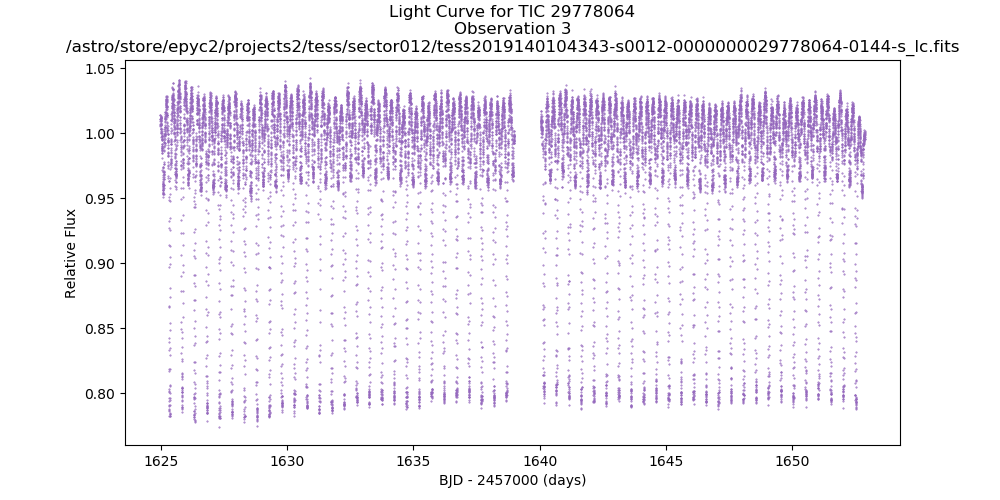 Light Curve for TIC 29778064
Observation 3
/astro/store/epyc2/projects2/tess/sector012/tess2019140104343-s0012-0000000029778064-0144-s_lc.fits
1.05
1.00
0.95
0.90
0.85
0.80
Relative Flux
1625 1630 1635 1640 1645 1650
BJD - 2457000 (days)